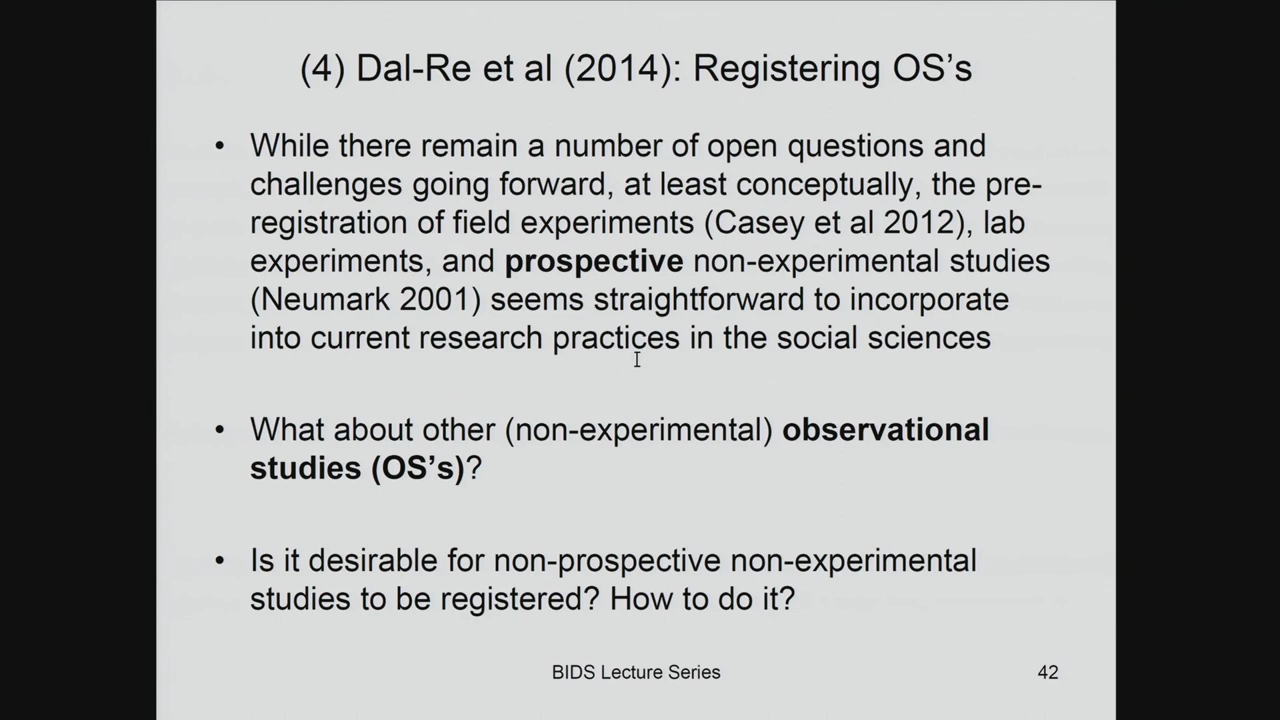 (4) Dal-Re et al (2014): Registering OS’s
• While there remain a number of open questions and
challenges going forward, at least conceptually, the pre-
registration of field experiments (Casey et al 2012), lab
experiments, and prospective non-experimental studies
(Neumark 2001) seems straightforward to incorporate
into current research practices in the social sciences
• What about other (non-experimental) observational
studies (OS’s)?
• Is it desirable for non-prospective non-experimental
studies to be registered? How to do it?
BIDS Lecture Series
42